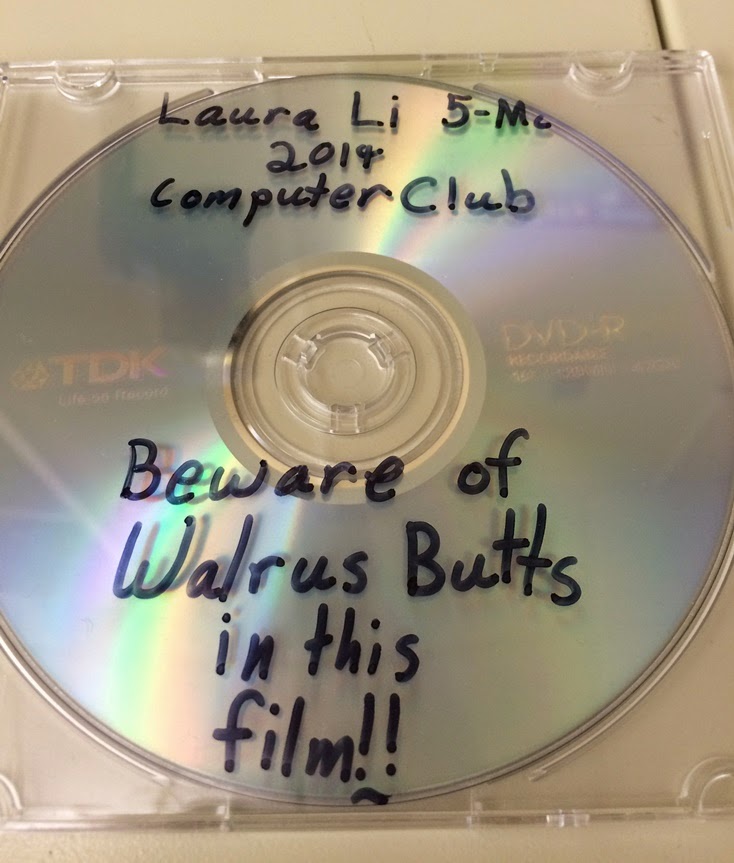 Laura Li 5-Mc
2014
Computer Club
TDK
Life on Record
DVD-R
RECORDABLE
Beware of
Walrus Butts
in this
film!!